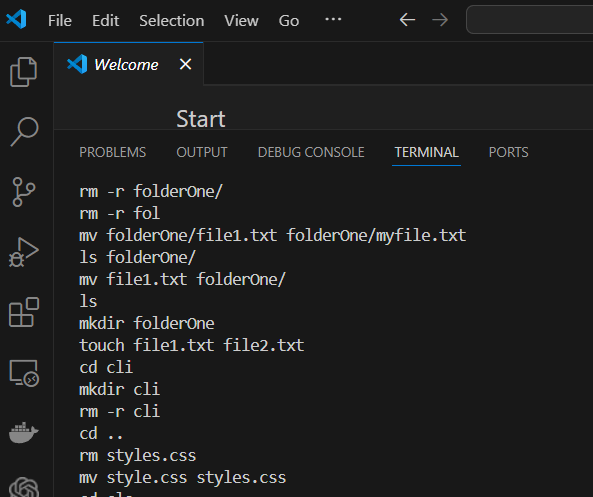 File Edit Selection View Go ...
Welcome
Start
PROBLEMS OUTPUT DEBUG CONSOLE TERMINAL PORTS
rm -r folderOne/
rm -r fol
mv folderOne/file1.txt folderOne/myfile.txt
ls folderOne/
mv file1.txt folderOne/
ls
mkdir folderOne
touch file1.txt file2.txt
cd cli
mkdir cli
rm -r cli
cd ..
rm styles.css
mv style.css styles.css